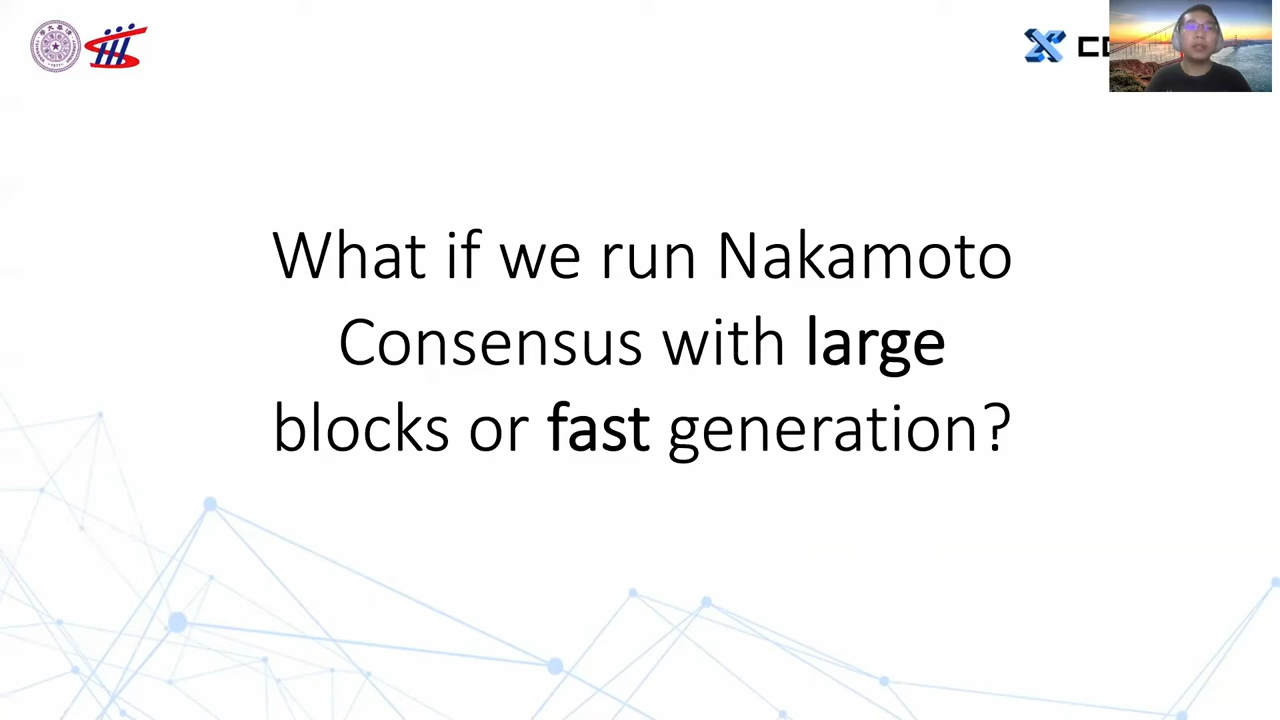 What if we run Nakamoto
Consensus with large
blocks or fast generation?